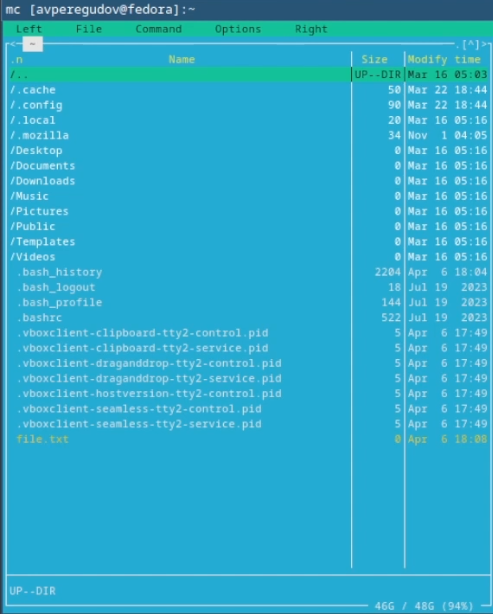 mc [avperegudov@fedora]:~
Left File Command Options Right
<─ ~ .[^]>
.n Name Size Modify time
/.. UP--DIR Mar 16 05:03
/.cache 50 Mar 22 18:44
/.config 90 Mar 22 18:44
/.local 20 Mar 16 05:16
/.mozilla 34 Nov 1 04:05
/Desktop 0 Mar 16 05:16
/Documents 0 Mar 16 05:16
/Downloads 0 Mar 16 05:16
/Music 0 Mar 16 05:16
/Pictures 0 Mar 16 05:16
/Public 0 Mar 16 05:16
/Templates 0 Mar 16 05:16
/Videos 0 Mar 16 05:16
.bash_history 2204 Apr 6 18:04
.bash_logout 18 Jul 19 2023
.bash_profile 144 Jul 19 2023
.bashrc 522 Jul 19 2023
.vboxclient-clipboard-tty2-control.pid 5 Apr 6 17:49
.vboxclient-clipboard-tty2-service.pid 5 Apr 6 17:49
.vboxclient-draganddrop-tty2-control.pid 5 Apr 6 17:49
.vboxclient-draganddrop-tty2-service.pid 5 Apr 6 17:49
.vboxclient-hostversion-tty2-control.pid 5 Apr 6 17:49
.vboxclient-seamless-tty2-control.pid 5 Apr 6 17:49
.vboxclient-seamless-tty2-service.pid 5 Apr 6 17:49
file.txt 0 Apr 6 18:08
UP--DIR
46G / 48G (94%)